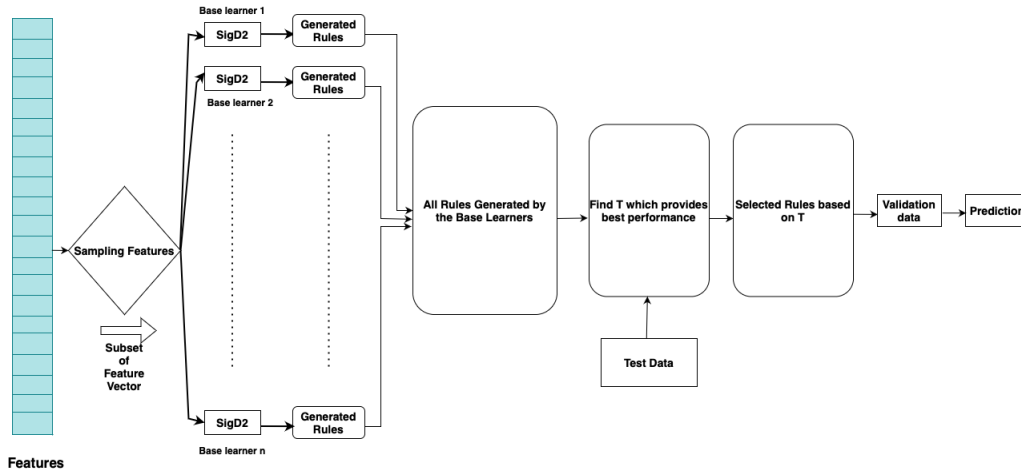 Base learner 1
SigD2
Generated
Rules
SigD2
Generated
Rules
Base learner 2
All Rules Generated by
the Base Learners
Find T which provides
best performance
Selected Rules based
on T
Validation
data
Prediction
Sampling Features
Subset
of
Feature
Vector
Test Data
SigD2
Generated
Rules
Base learner n
Features